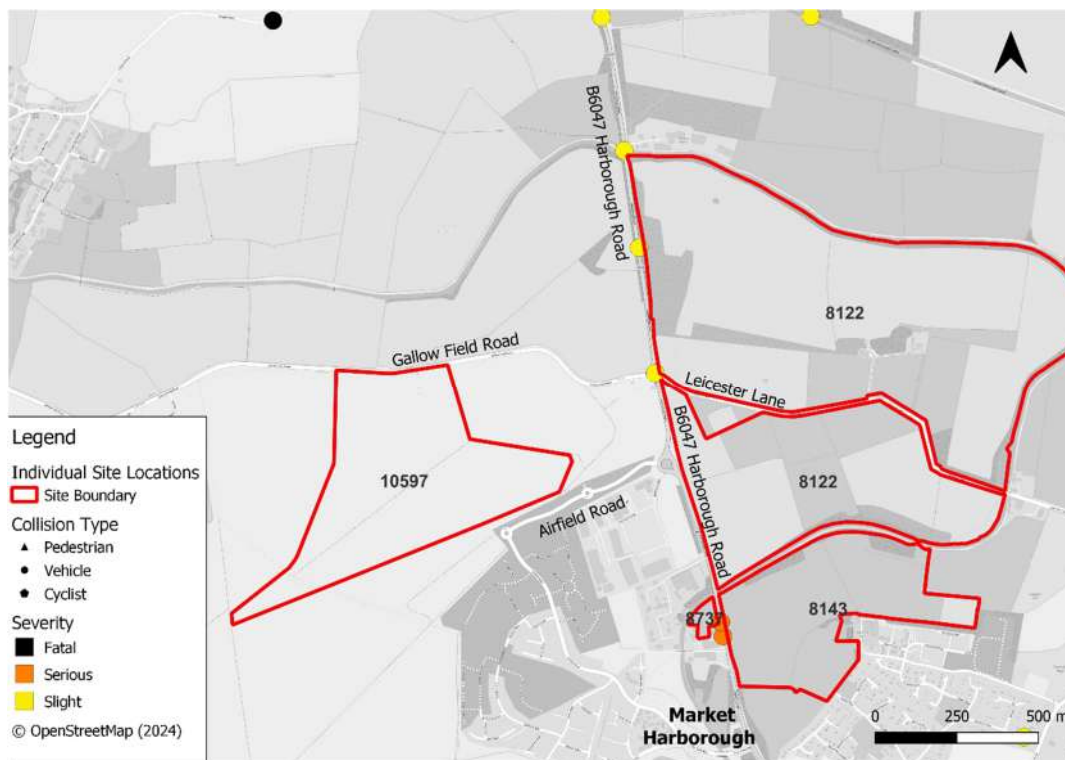 B6047 Harborough Road
8122
Gallow Field Road
Leicester Lane
B6047 Harborough Road
10597
8122
Airfield Road
8737
8143
Market
Harborough
0 250 500 m
Legend
Individual Site Locations
Site Boundary
Collision Type
Pedestrian
Vehicle
Cyclist
Severity
Fatal
Serious
Slight
© OpenStreetMap (2024)